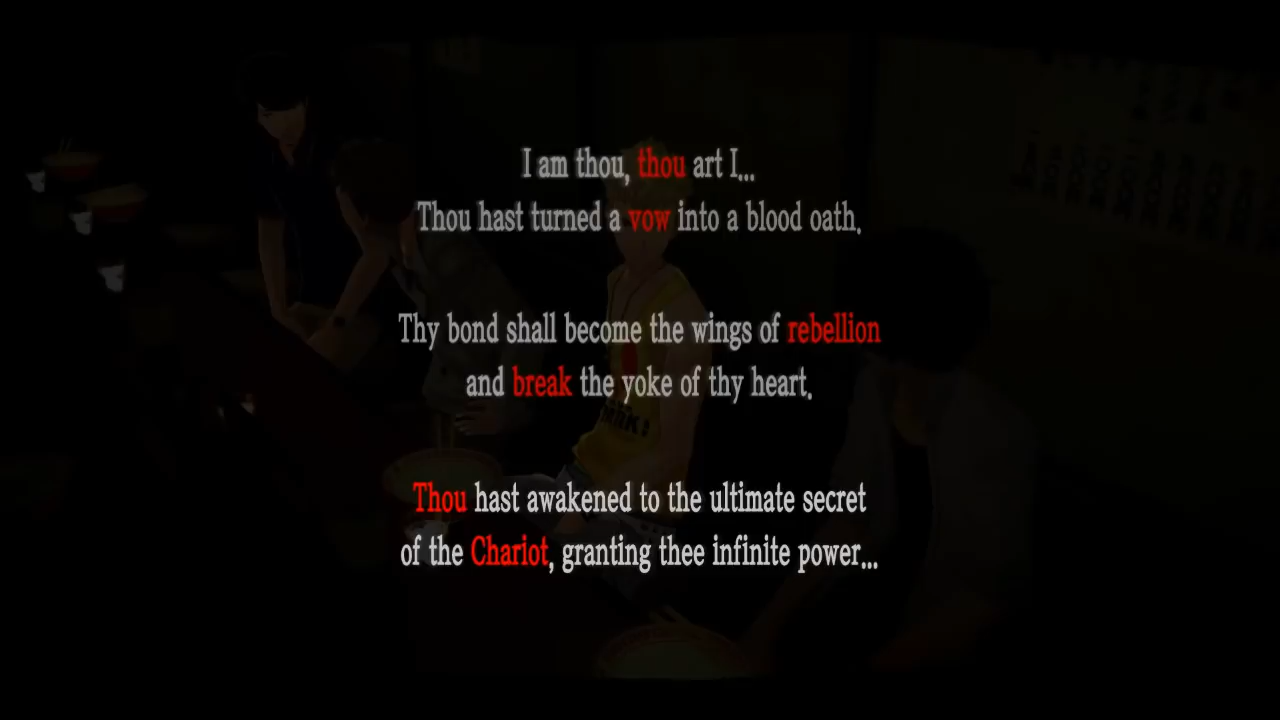 I am thou, thou art I...
Thou hast turned a vow into a blood oath.
Thy bond shall become the wings of rebellion
and break the yoke of thy heart.
Thou hast awakened to the ultimate secret
of the Chariot, granting thee infinite power...